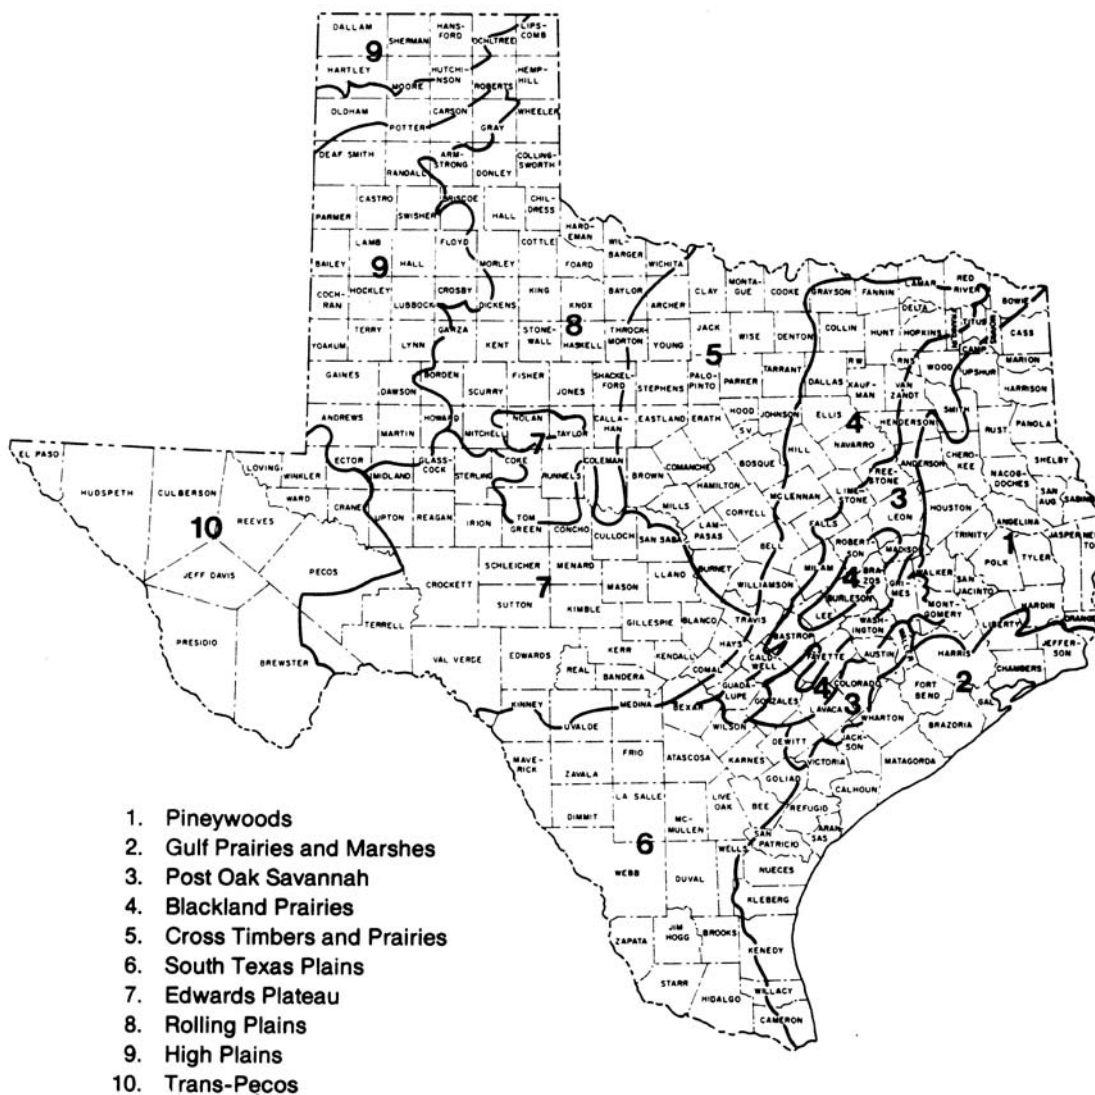 DALLAM
SHERMAN
HANS-
FORD
OCHLTREE
LIPS-
COMB
9
HARTLEY
MOORE
HUTCHI-
NSON
ROBERTS
HEMP-
HILL
OLDHAM
POTTER
CARSON
GRAY
WHEELER
DEAF SMITH
RANDALL
ARM-
STRONG
DONLEY
COLLING-
SWORTH
PARMER
CASTRO
SWISHER
BRISCOE
HALL
CHIL-
DRESS
HARD-
EMAN
BAILEY
LAMB
9
HALL
FLOYD
MORLEY
COTTLE
FOARD
WIL-
BARGER
WICHITA
COCH-
RAN
HOCKLEY
LUBBOCK
CROSBY
DICKENS
KING
KNOX
BAYLOR
ARCHER
CLAY
MONTA-
GUE
COOKE
GRAYSON
FANNIN
LAMAR
RED
RIVER
BOWIE
YOAKUM
TERRY
LYNN
GARZA
KENT
STONE-
WALL
8
HASKELL
THROCK-
MORTON
YOUNG
JACK
5
WISE
DENTON
COLLIN
HUNT
DELTA
HOPKINS
TITUS
CAMP
MORRIS
CASS
GAINES
DAWSON
BORDEN
SCURRY
FISHER
JONES
SHACKEL-
FORD
STEPHENS
PALO-
PINTO
PARKER
TARRANT
DALLAS
R.W.
KAUF-
MAN
RNS
VAN
ZANDT
WOOD
UPSHUR
MARION
HARRISON
ANDREWS
MARTIN
HOWARD
MITCHELL
NOLAN
7
TAYLOR
CALLA-
HAN
EASTLAND
ERATH
HOOD
S.V.
JOHNSON
ELLIS
4
NAVARRO
HENDERSON
SMITH
RUST
PANOLA
EL PASO
HUDSPETH
CULBERSON
10
REEVES
LOVING
WINKLER
WARD
ECTOR
CRANE
MIDLAND
UPTON
GLASS-
COCK
REAGAN
STERLING
IRION
COKE
TOM
GREEN
RUNNELS
CONCHO
COLEMAN
CULLOCH
BROWN
COMANCHE
MILLS
SAN SABA
HAMILTON
LAM-
PASAS
BOSQUE
CORYELL
HILL
MCLENNAN
BELL
FALLS
LIME-
STONE
FREE-
STONE
3
LEON
ANDERSON
CHERO-
KEE
NACOG-
DOCHES
SHELBY
SAN
AUG.
SABINE
HOUSTON
ANGELINA
TRINITY
1
POLK
TYLER
JASPER
NEW
TO
JEFF DAVIS
PECOS
PRESIDIO
BREWSTER
TERRELL
CROCKETT
SCHLEICHER
MENARD
SUTTON
7
KIMBLE
MASON
LLANO
BURNET
GILLESPIE
BLANCO
WILLIAMSON
TRAVIS
MILAM
ROBERT
SON
4
BRA-
ZOS
BURLESON
LEE
MADISON
GRI-
MES
WALKER
SAN
JACINTO
MONT-
GOMERY
HARDIN
LIBERTY
ORANGE
JEFFER-
SON
VAL VERDE
EDWARDS
REAL
KERR
BANDERA
KENDALL
COMAL
HAYS
CALD-
WELL
BASTROP
FAYETTE
WASH-
INGTON
AUSTIN
WALLER
HARRIS
CHAMBERS
GAL
KINNEY
UVALDE
MEDINA
BEXAR
GUADA-
LUPE
GONZALES
4
LAVACA
3
COLORADO
FORT
BEND
2
BRAZORIA
WHARTON
WILSON
DEWITT
JACK-
SON
MATAGORDA
MAVE-
RICK
ZAVALA
FRIO
ATASCOSA
KARNES
GOLIAD
VICTORIA
CALHOUN
DIMMIT
LA SALLE
MC-
MULLEN
LIVE
OAK
BEE
REFUGID
ARAN
SAS
6
WEBB
DUVAL
WELLS
SAN
PATRICIO
NUECES
KLEBERG
ZAPATA
JIM
HOGG
BROOKS
KENEDY
STARR
HIDALGO
WILLACY
CAMERON
1. Pineywoods
2. Gulf Prairies and Marshes
3. Post Oak Savannah
4. Blackland Prairies
5. Cross Timbers and Prairies
6. South Texas Plains
7. Edwards Plateau
8. Rolling Plains
9. High Plains
10. Trans-Pecos